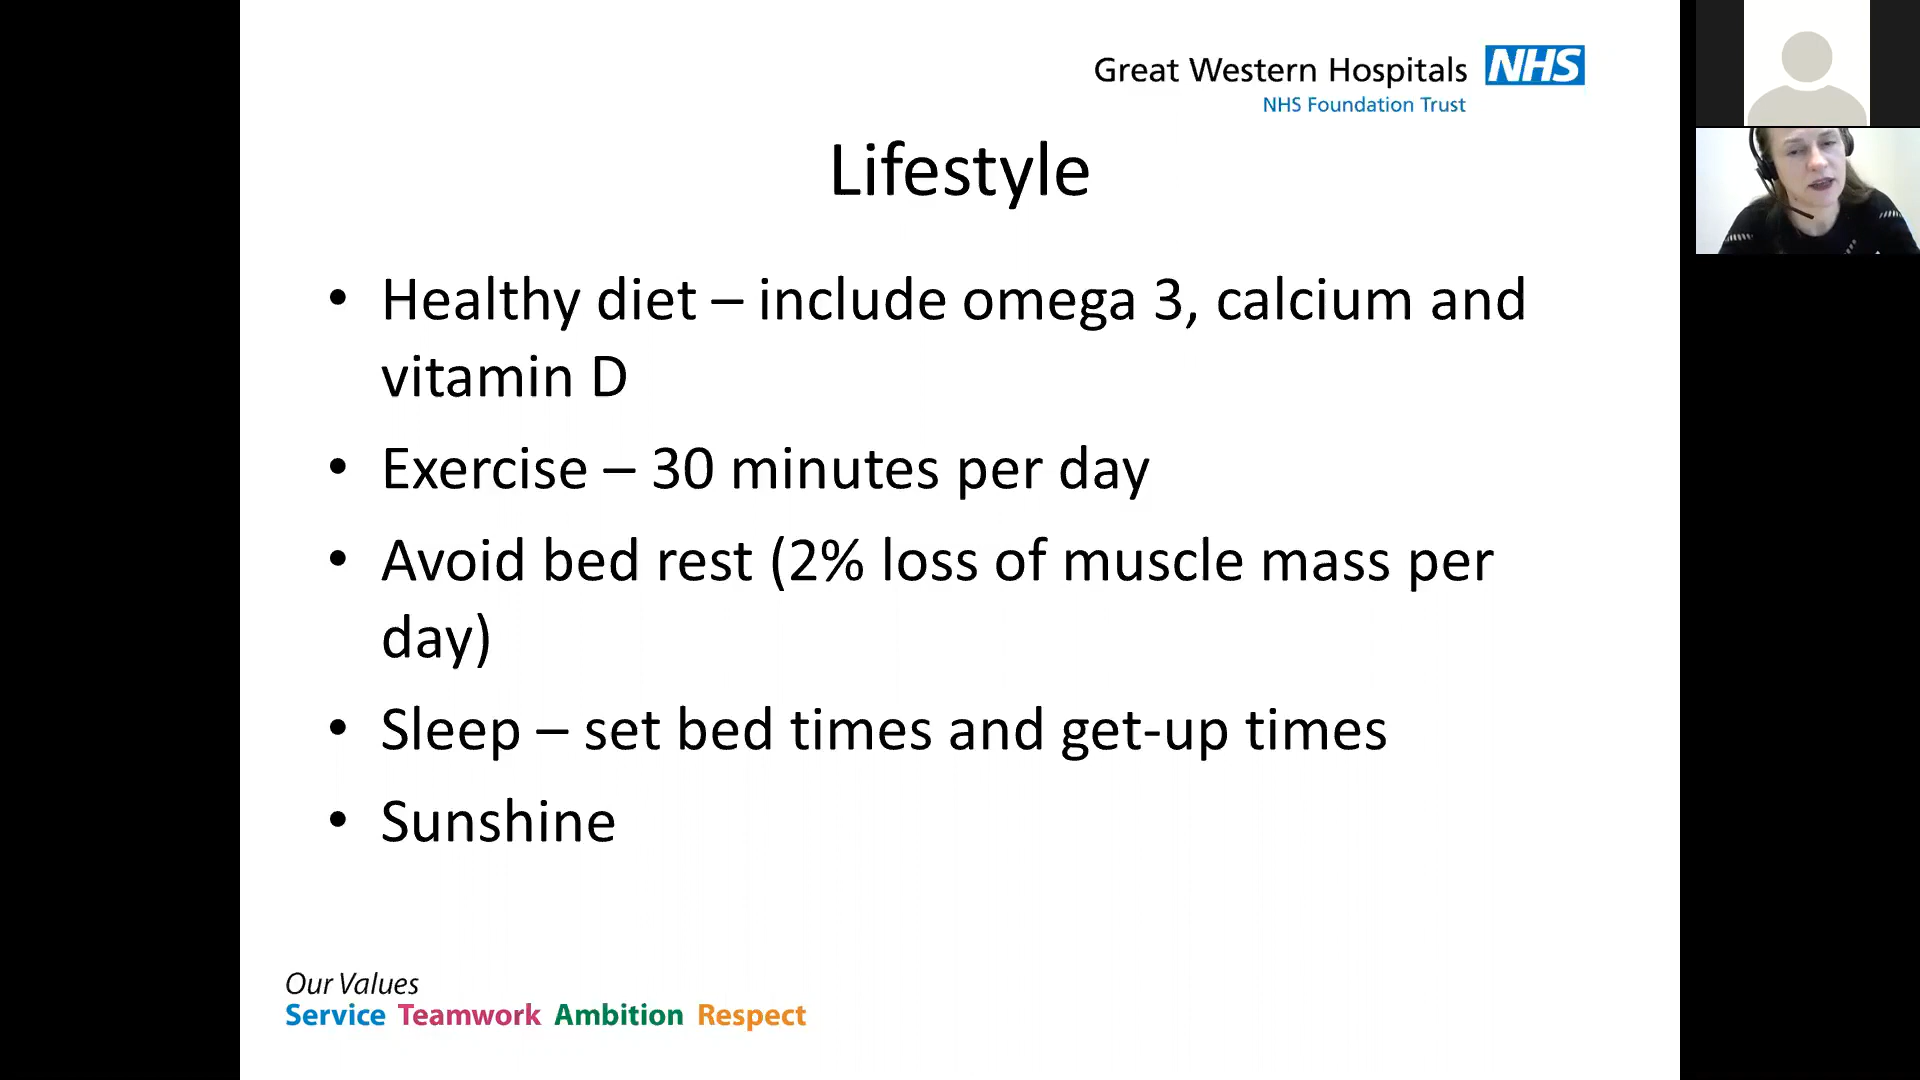 Great Western Hospitals NHS
NHS Foundation Trust
Lifestyle
• Healthy diet – include omega 3, calcium and
vitamin D
• Exercise – 30 minutes per day
• Avoid bed rest (2% loss of muscle mass per
day)
• Sleep – set bed times and get-up times
• Sunshine
Our Values
Service Teamwork Ambition Respect